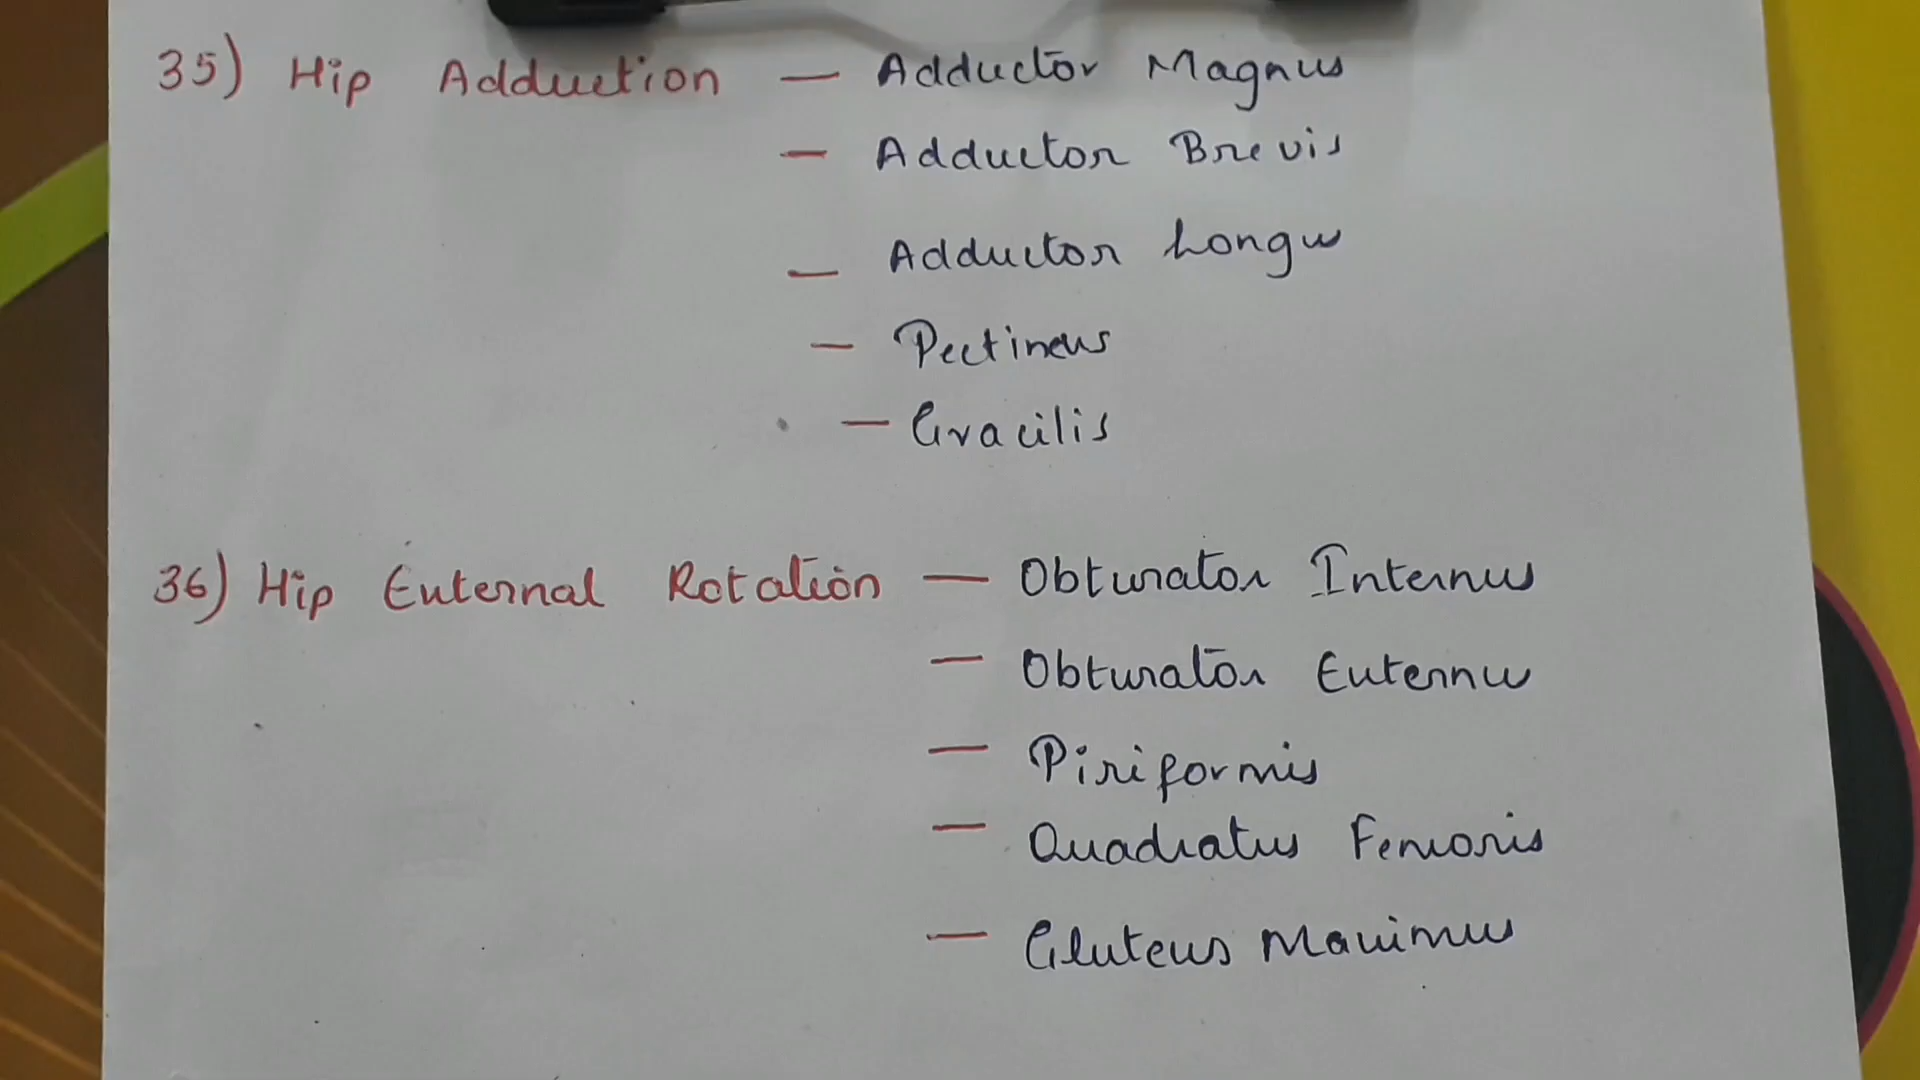 35) Hip Adduction — Adductor Magnus
— Adductor Brevis
— Adductor Longus
— Pectineus
— Gracilis
36) Hip External Rotation — Obturator Internus
— Obturator Externus
— Piriformis
— Quadratus Femoris
— Gluteus Maximus